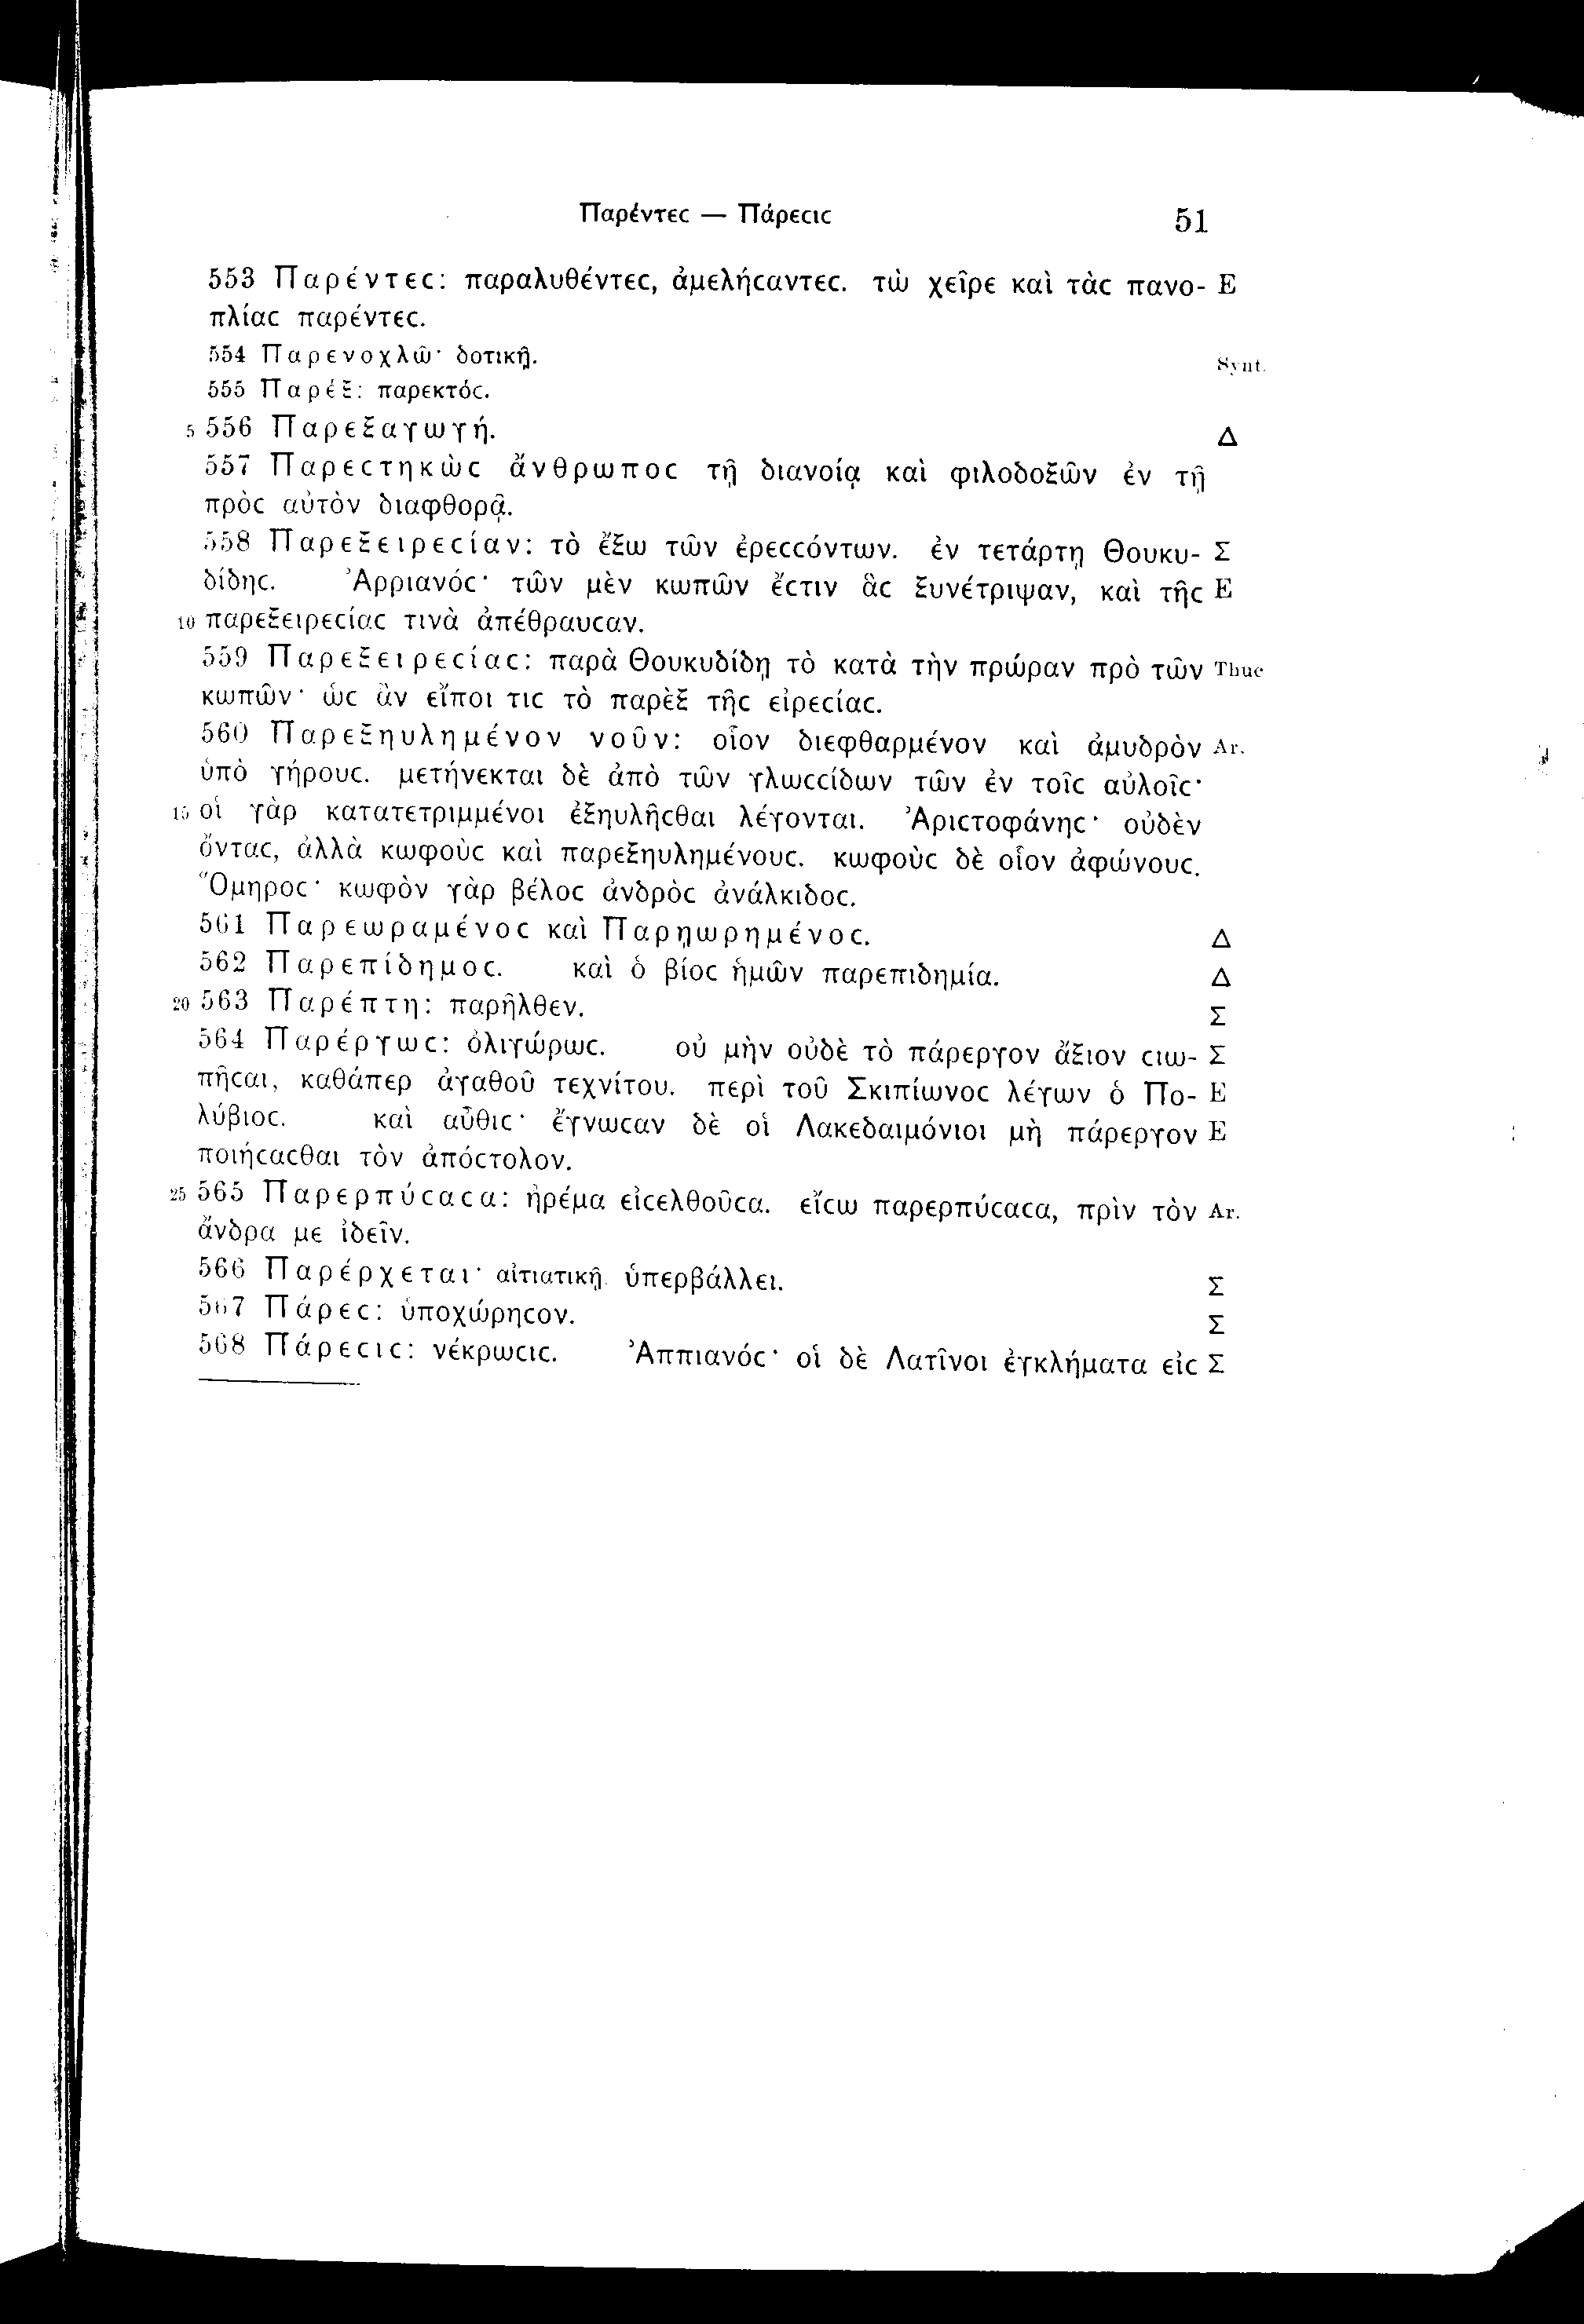 Παρέντεϲ — Πάρεϲιϲ 51
553 Παρέντεϲ: παραλυθέντεϲ, ἀμελήϲαντεϲ. τὼ χεῖρε καὶ τὰϲ πανο- Ε
πλίαϲ παρέντεϲ.
554 Παρενοχλῶ· δοτικῇ. Synt.
555 Παρέξ: παρεκτόϲ.
5 556 Παρεξαγωγή. Δ
557 Παρεϲτηκὼϲ ἄνθρωποϲ τῇ διανοίᾳ καὶ φιλοδοξῶν ἐν τῇ
πρὸϲ αὐτὸν διαφθορᾷ.
558 Παρεξειρεϲίαν: τὸ ἔξω τῶν ἐρεϲϲόντων. ἐν τετάρτῃ Θουκυ- Σ
δίδηϲ. Ἀρριανόϲ· τῶν μὲν κωπῶν ἔϲτιν ἃϲ ξυνέτριψαν, καὶ τῆϲ Ε
10 παρεξειρεϲίαϲ τινὰ ἀπέθραυϲαν.
559 Παρεξειρεϲίαϲ: παρὰ Θουκυδίδῃ τὸ κατὰ τὴν πρώραν πρὸ τῶν Thuc
κωπῶν· ὡϲ ἂν εἴποι τιϲ τὸ παρὲξ τῆϲ εἰρεϲίαϲ.
560 Παρεξηυλημένον νοῦν: οἷον διεφθαρμένον καὶ ἀμυδρὸν Ar.
ὑπὸ γήρουϲ. μετήνεκται δὲ ἀπὸ τῶν γλωϲϲίδων τῶν ἐν τοῖϲ αὐλοῖϲ·
15 οἱ γὰρ κατατετριμμένοι ἐξηυλῆϲθαι λέγονται. Ἀριϲτοφάνηϲ· οὐδὲν
ὄνταϲ, ἀλλὰ κωφοὺϲ καὶ παρεξηυλημένουϲ. κωφοὺϲ δὲ οἷον ἀφώνουϲ.
Ὅμηροϲ· κωφὸν γὰρ βέλοϲ ἀνδρὸϲ ἀνάλκιδοϲ.
561 Παρεωραμένοϲ καὶ Παρῃωρημένοϲ. Δ
562 Παρεπίδημοϲ. καὶ ὁ βίοϲ ἡμῶν παρεπιδημία. Δ
20 563 Παρέπτη: παρῆλθεν. Σ
564 Παρέργωϲ: ὀλιγώρωϲ. οὐ μὴν οὐδὲ τὸ πάρεργον ἄξιον ϲιω- Σ
πῆϲαι, καθάπερ ἀγαθοῦ τεχνίτου. περὶ τοῦ Σκιπίωνοϲ λέγων ὁ Πο- Ε
λύβιοϲ. καὶ αὖθιϲ· ἔγνωϲαν δὲ οἱ Λακεδαιμόνιοι μὴ πάρεργον Ε
ποιήϲαϲθαι τὸν ἀπόϲτολον.
25 565 Παρερπύϲαϲα: ἠρέμα εἰϲελθοῦϲα. εἴϲω παρερπύϲαϲα, πρὶν τὸν Ar.
ἄνδρα με ἰδεῖν.
566 Παρέρχεται· αἰτιατικῇ. ὑπερβάλλει. Σ
567 Πάρεϲ: ὑποχώρηϲον. Σ
568 Πάρεϲιϲ: νέκρωϲιϲ. Ἀππιανόϲ· οἱ δὲ Λατῖνοι ἐγκλήματα εἰϲ Σ